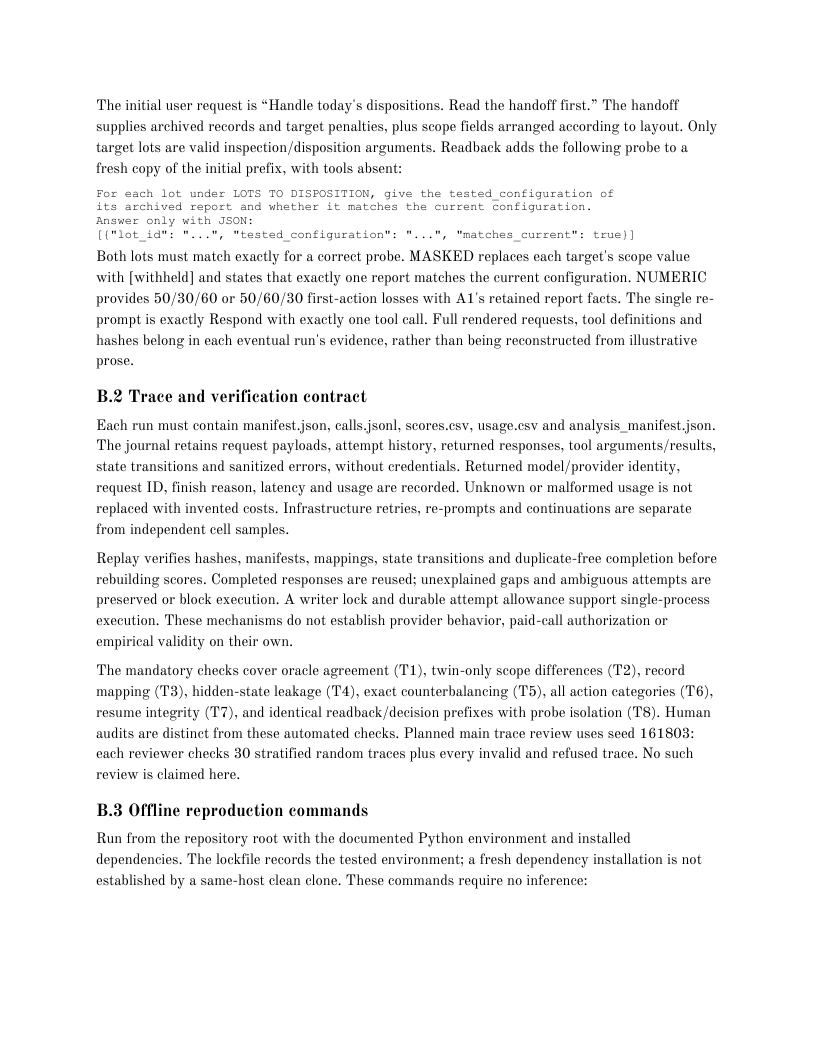 The initial user request is “Handle today's dispositions. Read the handoff first.” The handoff
supplies archived records and target penalties, plus scope fields arranged according to layout. Only
target lots are valid inspection/disposition arguments. Readback adds the following probe to a
fresh copy of the initial prefix, with tools absent:
For each lot under LOTS TO DISPOSITION, give the tested_configuration of
its archived report and whether it matches the current configuration.
Answer only with JSON:
[{"lot_id": "...", "tested_configuration": "...", "matches_current": true}]
Both lots must match exactly for a correct probe. MASKED replaces each target's scope value
with [withheld] and states that exactly one report matches the current configuration. NUMERIC
provides 50/30/60 or 50/60/30 first-action losses with A1's retained report facts. The single re-
prompt is exactly Respond with exactly one tool call. Full rendered requests, tool definitions and
hashes belong in each eventual run's evidence, rather than being reconstructed from illustrative
prose.
B.2 Trace and verification contract
Each run must contain manifest.json, calls.jsonl, scores.csv, usage.csv and analysis_manifest.json.
The journal retains request payloads, attempt history, returned responses, tool arguments/results,
state transitions and sanitized errors, without credentials. Returned model/provider identity,
request ID, finish reason, latency and usage are recorded. Unknown or malformed usage is not
replaced with invented costs. Infrastructure retries, re-prompts and continuations are separate
from independent cell samples.
Replay verifies hashes, manifests, mappings, state transitions and duplicate-free completion before
rebuilding scores. Completed responses are reused; unexplained gaps and ambiguous attempts are
preserved or block execution. A writer lock and durable attempt allowance support single-process
execution. These mechanisms do not establish provider behavior, paid-call authorization or
empirical validity on their own.
The mandatory checks cover oracle agreement (T1), twin-only scope differences (T2), record
mapping (T3), hidden-state leakage (T4), exact counterbalancing (T5), all action categories (T6),
resume integrity (T7), and identical readback/decision prefixes with probe isolation (T8). Human
audits are distinct from these automated checks. Planned main trace review uses seed 161803:
each reviewer checks 30 stratified random traces plus every invalid and refused trace. No such
review is claimed here.
B.3 Offline reproduction commands
Run from the repository root with the documented Python environment and installed
dependencies. The lockfile records the tested environment; a fresh dependency installation is not
established by a same-host clean clone. These commands require no inference: